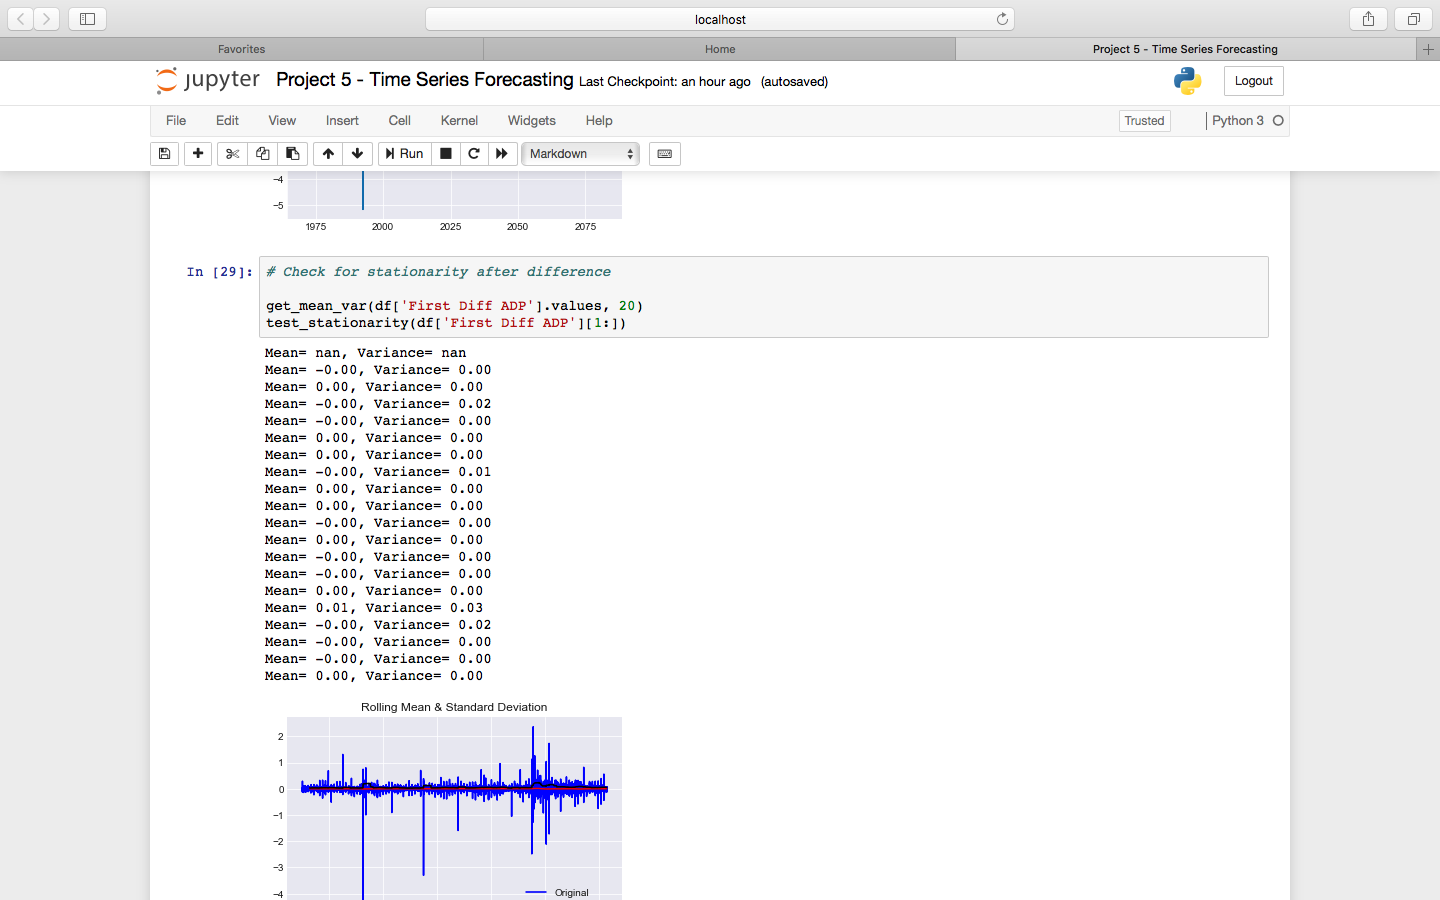 localhost
Favorites
Home
Project 5 - Time Series Forecasting
jupyter Project 5 - Time Series Forecasting Last Checkpoint: an hour ago (autosaved)
Logout
File Edit View Insert Cell Kernel Widgets Help
Trusted
Python 3
Run
Markdown
−4
−5
1975 2000 2025 2050 2075
In [29]:
# Check for stationarity after difference
get_mean_var(df['First Diff ADP'].values, 20)
test_stationarity(df['First Diff ADP'][1:])
Mean= nan, Variance= nan
Mean= -0.00, Variance= 0.00
Mean= 0.00, Variance= 0.00
Mean= -0.00, Variance= 0.02
Mean= -0.00, Variance= 0.00
Mean= 0.00, Variance= 0.00
Mean= 0.00, Variance= 0.00
Mean= -0.00, Variance= 0.01
Mean= 0.00, Variance= 0.00
Mean= 0.00, Variance= 0.00
Mean= -0.00, Variance= 0.00
Mean= 0.00, Variance= 0.00
Mean= -0.00, Variance= 0.00
Mean= -0.00, Variance= 0.00
Mean= 0.00, Variance= 0.00
Mean= 0.01, Variance= 0.03
Mean= -0.00, Variance= 0.02
Mean= -0.00, Variance= 0.00
Mean= -0.00, Variance= 0.00
Mean= 0.00, Variance= 0.00
Rolling Mean & Standard Deviation
2
1
0
−1
−2
−3
−4
Original